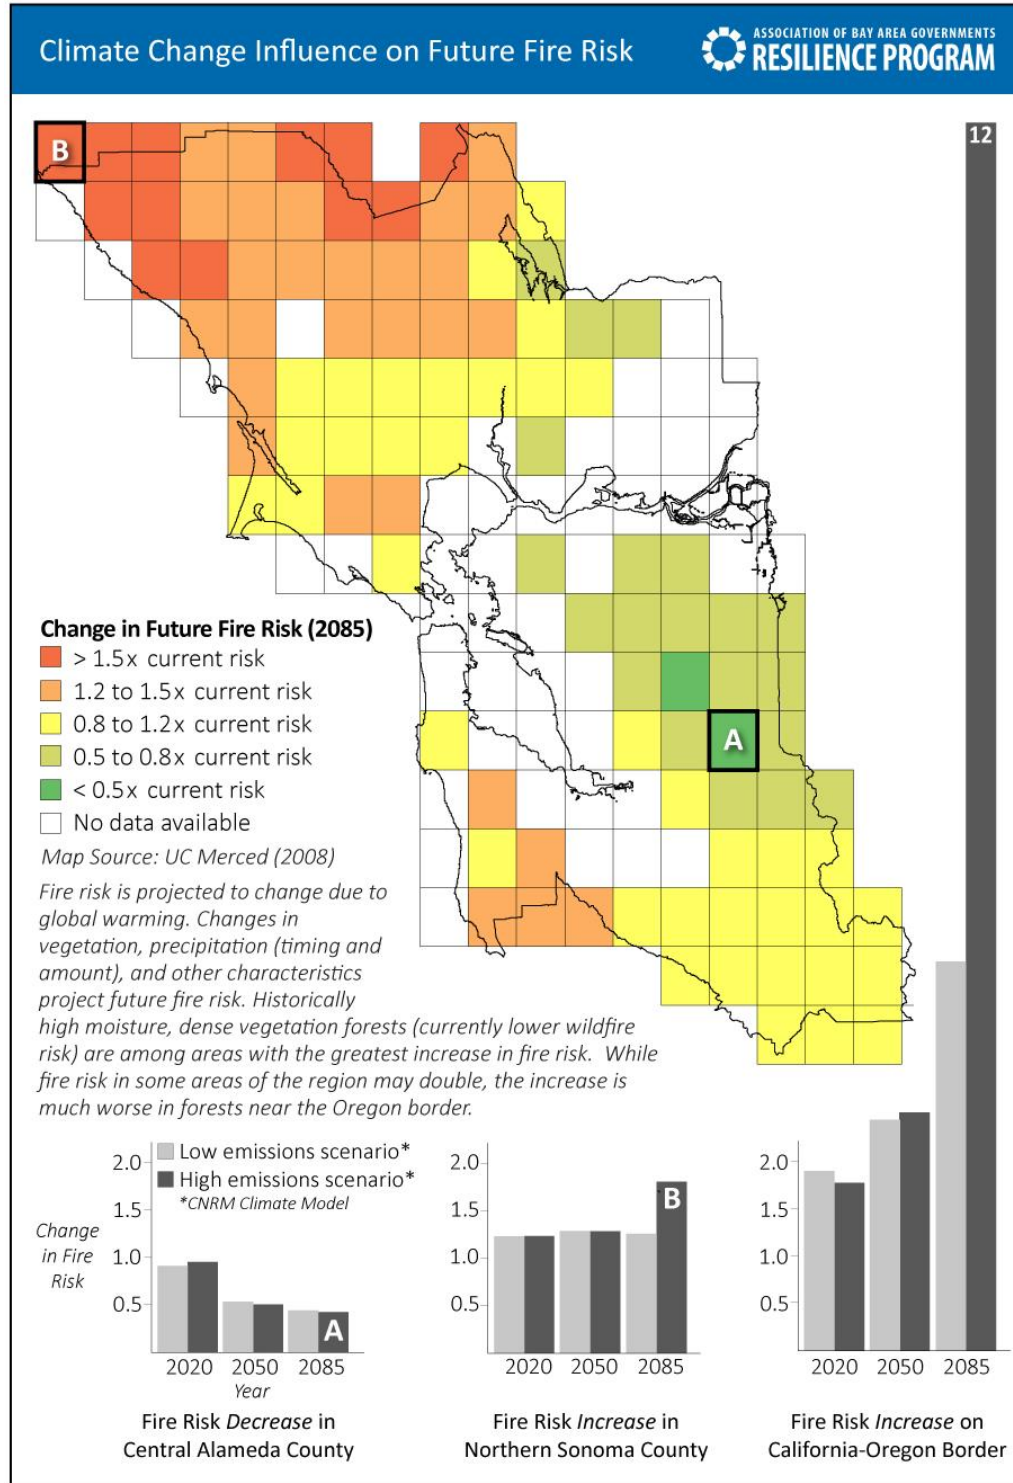 Climate Change Influence on Future Fire Risk
ASSOCIATION OF BAY AREA GOVERNMENTS
RESILIENCE PROGRAM
B
12
A
Change in Future Fire Risk (2085)
> 1.5x current risk
1.2 to 1.5x current risk
0.8 to 1.2x current risk
0.5 to 0.8x current risk
< 0.5x current risk
No data available
Map Source: UC Merced (2008)
Fire risk is projected to change due to
global warming. Changes in
vegetation, precipitation (timing and
amount), and other characteristics
project future fire risk. Historically
high moisture, dense vegetation forests (currently lower wildfire
risk) are among areas with the greatest increase in fire risk. While
fire risk in some areas of the region may double, the increase is
much worse in forests near the Oregon border.
Low emissions scenario*
High emissions scenario*
*CNRM Climate Model
Change
in Fire
Risk
2.0
1.5
1.0
0.5
A
2020 2050 2085
Year
Fire Risk Decrease in
Central Alameda County
2.0
1.5
1.0
0.5
B
2020 2050 2085
Fire Risk Increase in
Northern Sonoma County
2.0
1.5
1.0
0.5
2020 2050 2085
Fire Risk Increase on
California-Oregon Border